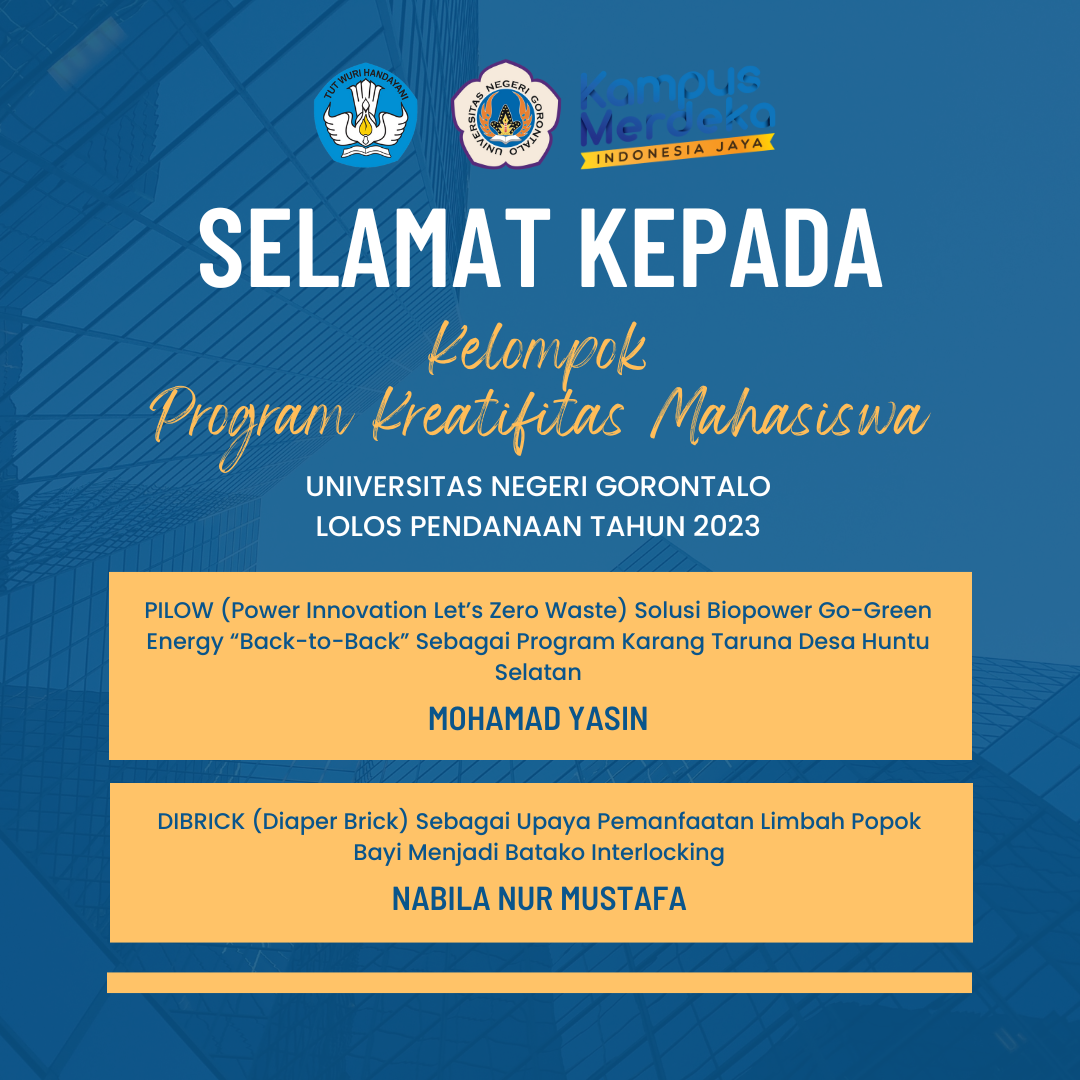 TUT WURI HANDAYANI
UNIVERSITAS NEGERI GORONTALO
Kampus
Merdeka
INDONESIA JAYA
SELAMAT KEPADA
Kelompok
Program Kreatifitas Mahasiswa
UNIVERSITAS NEGERI GORONTALO
LOLOS PENDANAAN TAHUN 2023
PILOW (Power Innovation Let’s Zero Waste) Solusi Biopower Go-Green
Energy “Back-to-Back” Sebagai Program Karang Taruna Desa Huntu
Selatan
MOHAMAD YASIN
DIBRICK (Diaper Brick) Sebagai Upaya Pemanfaatan Limbah Popok
Bayi Menjadi Batako Interlocking
NABILA NUR MUSTAFA